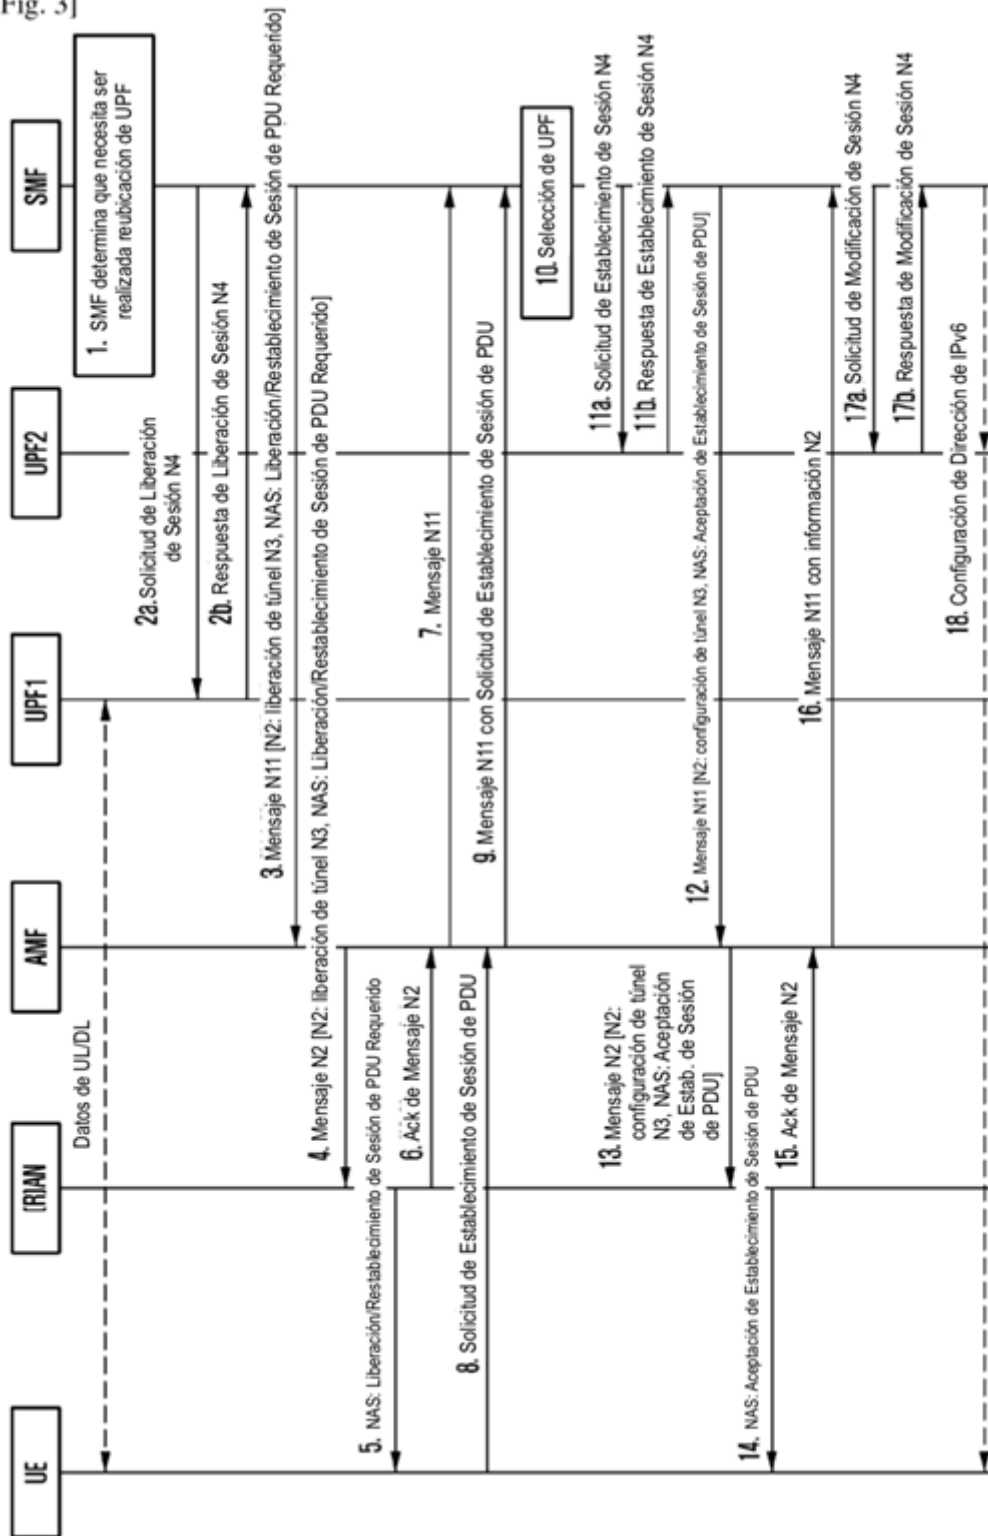 Fig. 3]
UE
[R]AN
AMF
UPF1
UPF2
SMF
Datos de UL/DL
1. SMF determina que necesita ser
realizada reubicación de UPF
2a. Solicitud de Liberación
de Sesión N4
2b. Respuesta de Liberación de Sesión N4
3. Mensaje N11 [N2: liberación de túnel N3, NAS: Liberación/Restablecimiento de Sesión de PDU Requerido]
4. Mensaje N2 [N2: liberación de túnel N3, NAS: Liberación/Restablecimiento de Sesión de PDU Requerido]
5. NAS: Liberación/Restablecimiento de Sesión de PDU Requerido
6. Ack de Mensaje N2
7. Mensaje N11
8. Solicitud de Establecimiento de Sesión de PDU
9. Mensaje N11 con Solicitud de Establecimiento de Sesión de PDU
10. Selección de UPF
11a. Solicitud de Establecimiento de Sesión N4
11b. Respuesta de Establecimiento de Sesión N4
12. Mensaje N11 [N2: configuración de túnel N3, NAS: Aceptación de Establecimiento de Sesión de PDU]
13. Mensaje N2 [N2:
configuración de túnel
N3, NAS: Aceptación
de Estab. de Sesión
de PDU]
14. NAS: Aceptación de Establecimiento de Sesión de PDU
15. Ack de Mensaje N2
16. Mensaje N11 con información N2
17a. Solicitud de Modificación de Sesión N4
17b. Respuesta de Modificación de Sesión N4
18. Configuración de Dirección de IPv6